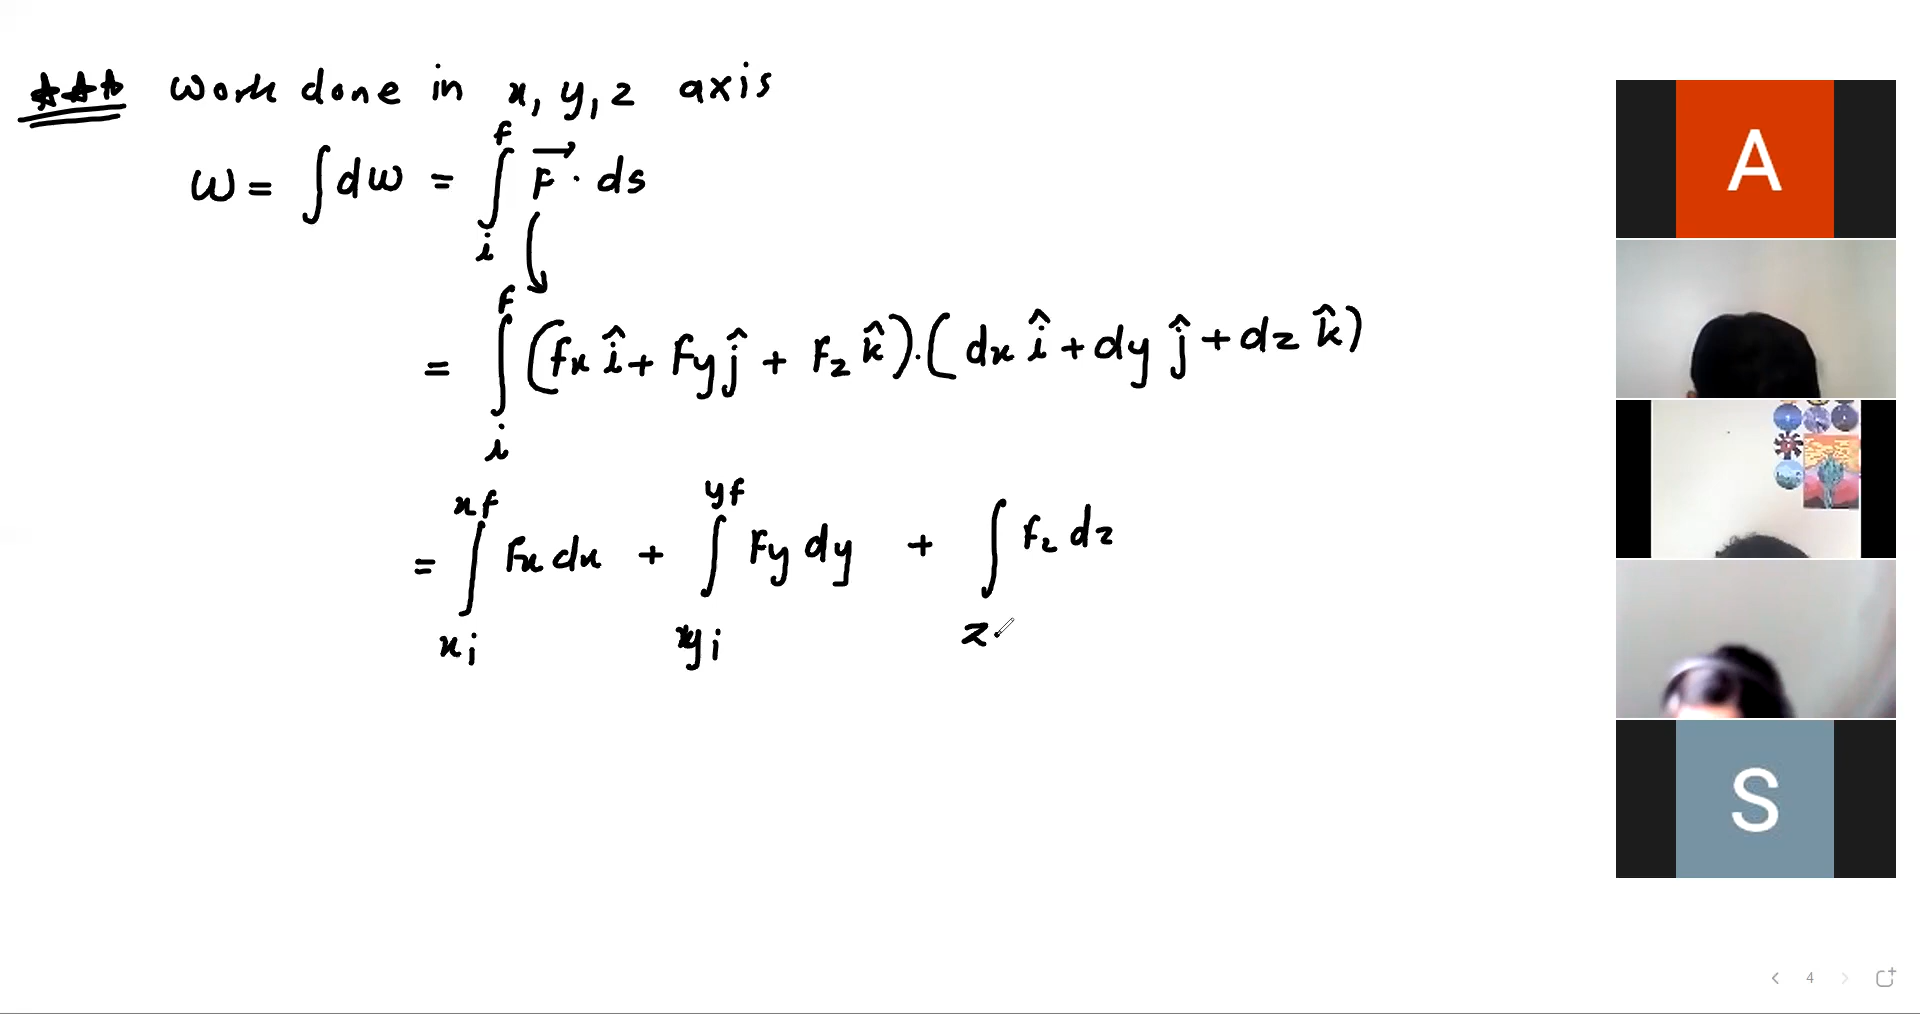 *** Work done in x, y, z axis
W = ∫dW = ∫_i^f F⃗ · ds
= ∫_i^f (Fx î + Fy ĵ + Fz k̂).(dx î + dy ĵ + dz k̂)
= ∫_xi^xf Fx dx + ∫_yi^yf Fy dy + ∫_z Fz dz
A
S
4